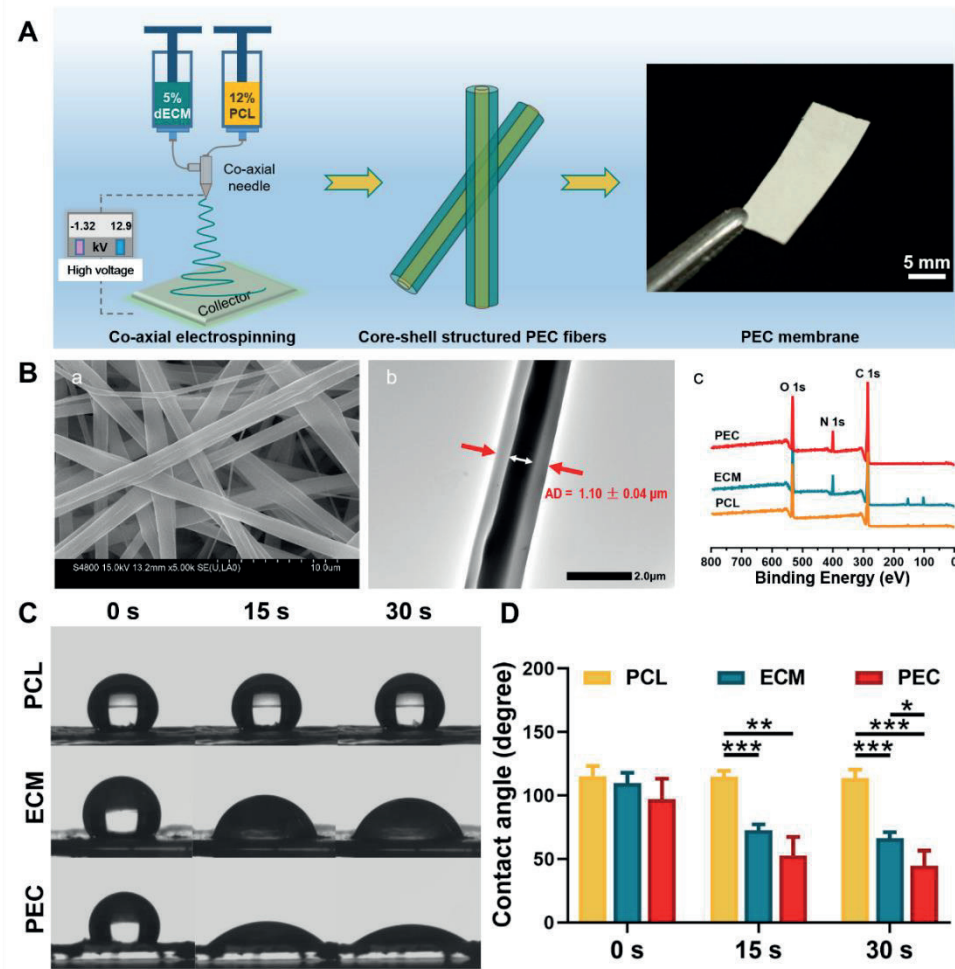 A
5%
dECM
12%
PCL
Co-axial
needle
-1.32 12.9
kV
High voltage
Collector
5 mm
Co-axial electrospinning
Core-shell structured PEC fibers
PEC membrane
B
a
S4800 15.0kV 13.2mm x5.00k SE(U,LA0) 10.0um
b
AD = 1.10 ± 0.04 µm
2.0µm
c
C 1s
O 1s
N 1s
PEC
ECM
PCL
800 700 600 500 400 300 200 100 0
Binding Energy (eV)
C
0 s 15 s 30 s
PCL
ECM
PEC
D
PCL ECM PEC
Contact angle (degree)
200
150
100
50
0
**
***
*
***
***
0 s 15 s 30 s